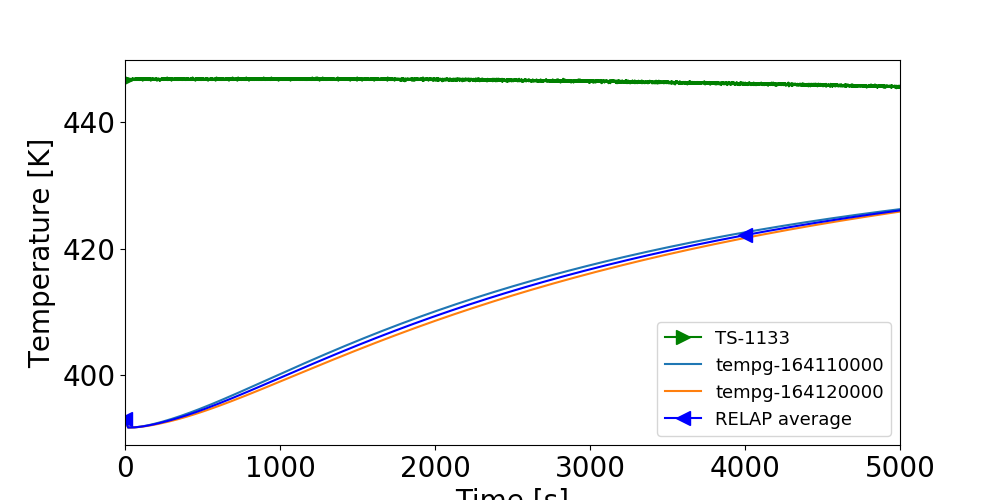 Temperature [K]
440
420
400
TS-1133
tempg-164110000
tempg-164120000
RELAP average
0 1000 2000 3000 4000 5000
Time [s]